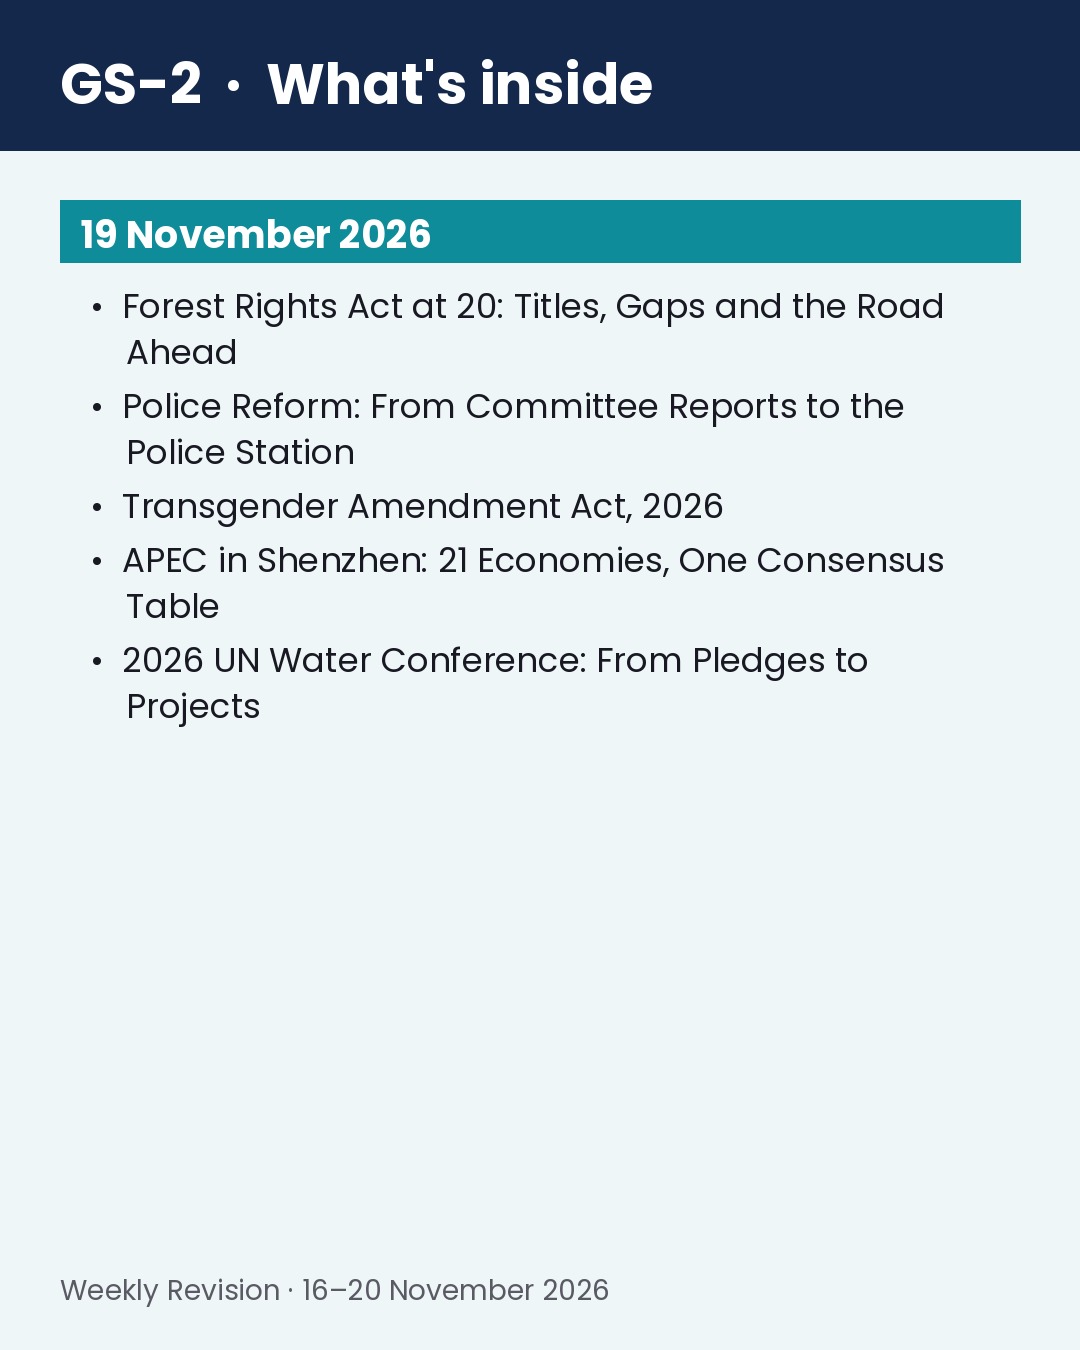 GS-2 · What's inside
19 November 2026
• Forest Rights Act at 20: Titles, Gaps and the Road
Ahead
• Police Reform: From Committee Reports to the
Police Station
• Transgender Amendment Act, 2026
• APEC in Shenzhen: 21 Economies, One Consensus
Table
• 2026 UN Water Conference: From Pledges to
Projects
Weekly Revision · 16–20 November 2026